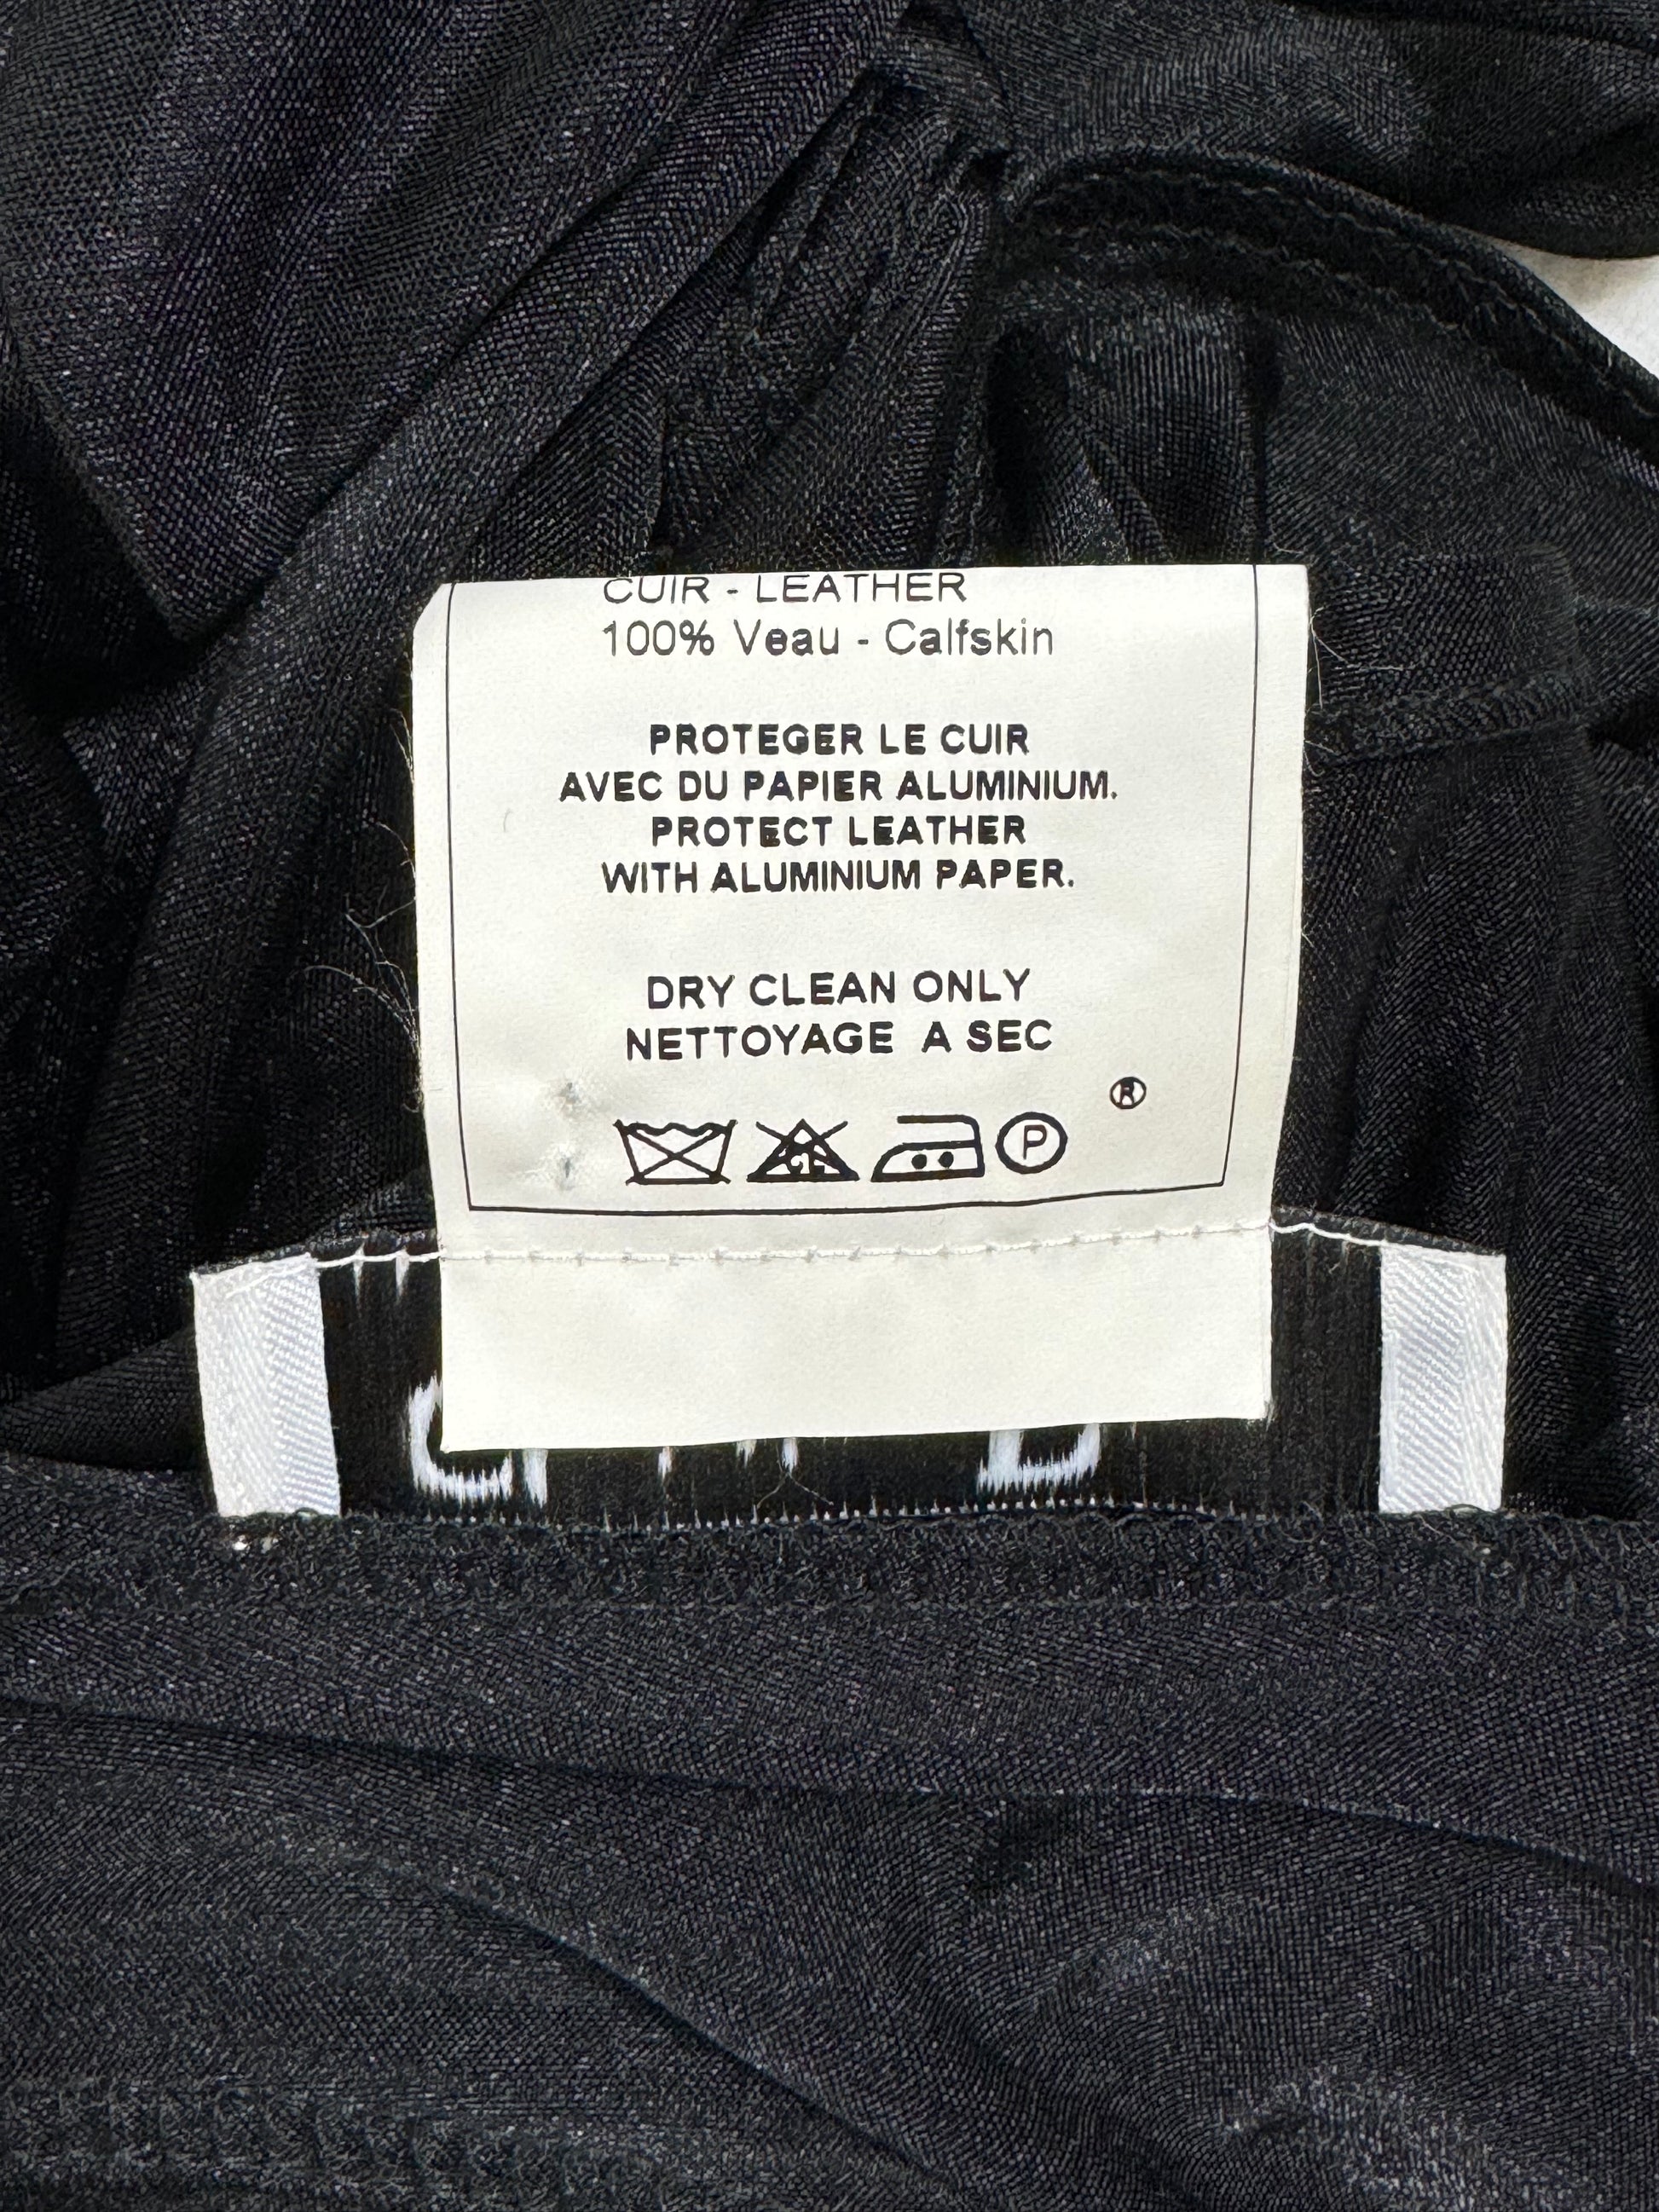 CUIR - LEATHER
100% Veau - Calfskin
PROTEGER LE CUIR
AVEC DU PAPIER ALUMINIUM.
PROTECT LEATHER
WITH ALUMINIUM PAPER.
DRY CLEAN ONLY
NETTOYAGE A SEC
®
CL P